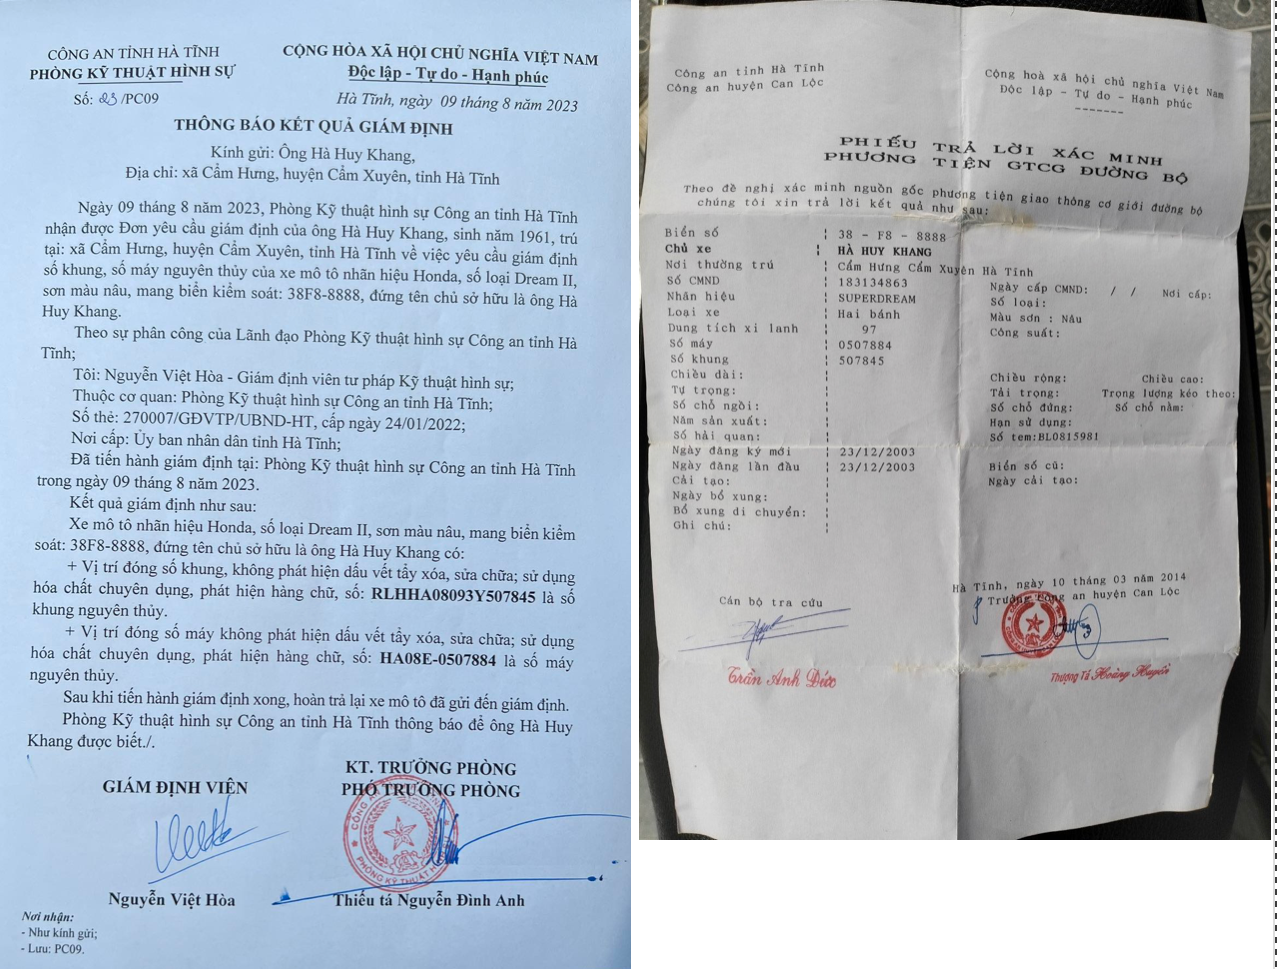 CÔNG AN TỈNH HÀ TĨNH
PHÒNG KỸ THUẬT HÌNH SỰ
Số: 23 /PC09
CỘNG HÒA XÃ HỘI CHỦ NGHĨA VIỆT NAM
Độc lập - Tự do - Hạnh phúc
Hà Tĩnh, ngày 09 tháng 8 năm 2023
THÔNG BÁO KẾT QUẢ GIÁM ĐỊNH
Kính gửi: Ông Hà Huy Khang,
Địa chỉ: xã Cẩm Hưng, huyện Cẩm Xuyên, tỉnh Hà Tĩnh
Ngày 09 tháng 8 năm 2023, Phòng Kỹ thuật hình sự Công an tỉnh Hà Tĩnh
nhận được Đơn yêu cầu giám định của ông Hà Huy Khang, sinh năm 1961, trú
tại: xã Cẩm Hưng, huyện Cẩm Xuyên, tỉnh Hà Tĩnh về việc yêu cầu giám định
số khung, số máy nguyên thủy của xe mô tô nhãn hiệu Honda, số loại Dream II,
sơn màu nâu, mang biển kiểm soát: 38F8-8888, đứng tên chủ sở hữu là ông Hà
Huy Khang.
Theo sự phân công của Lãnh đạo Phòng Kỹ thuật hình sự Công an tỉnh Hà
Tĩnh;
Tôi: Nguyễn Việt Hòa - Giám định viên tư pháp Kỹ thuật hình sự;
Thuộc cơ quan: Phòng Kỹ thuật hình sự Công an tỉnh Hà Tĩnh;
Số thẻ: 270007/GĐVTP/UBND-HT, cấp ngày 24/01/2022;
Nơi cấp: Ủy ban nhân dân tỉnh Hà Tĩnh;
Đã tiến hành giám định tại: Phòng Kỹ thuật hình sự Công an tỉnh Hà Tĩnh
trong ngày 09 tháng 8 năm 2023.
Kết quả giám định như sau:
Xe mô tô nhãn hiệu Honda, số loại Dream II, sơn màu nâu, mang biển kiểm
soát: 38F8-8888, đứng tên chủ sở hữu là ông Hà Huy Khang có:
+ Vị trí đóng số khung, không phát hiện dấu vết tẩy xóa, sửa chữa; sử dụng
hóa chất chuyên dụng, phát hiện hàng chữ, số: RLHHA08093Y507845 là số
khung nguyên thủy.
+ Vị trí đóng số máy không phát hiện dấu vết tẩy xóa, sửa chữa; sử dụng
hóa chất chuyên dụng, phát hiện hàng chữ, số: HA08E-0507884 là số máy
nguyên thủy.
Sau khi tiến hành giám định xong, hoàn trả lại xe mô tô đã gửi đến giám định.
Phòng Kỹ thuật hình sự Công an tỉnh Hà Tĩnh thông báo để ông Hà Huy
Khang được biết./.
GIÁM ĐỊNH VIÊN
KT. TRƯỞNG PHÒNG
PHÓ TRƯỞNG PHÒNG
Nguyễn Việt Hòa
Thiếu tá Nguyễn Đình Anh
Nơi nhận:
- Như kính gửi;
- Lưu: PC09.
Công an tỉnh Hà Tĩnh
Công an huyện Can Lộc
Cộng hoà xã hội chủ nghĩa Việt Nam
Độc lập - Tự do - Hạnh phúc
-------
PHIẾU TRẢ LỜI XÁC MINH
PHƯƠNG TIỆN GTCG ĐƯỜNG BỘ
Theo đề nghị xác minh nguồn gốc phương tiện giao thông cơ giới đường bộ
chúng tôi xin trả lời kết quả như sau:
Biển số ¦ 38 - F8 - 8888
Chủ xe ¦ HÀ HUY KHANG
Nơi thường trú ¦ Cẩm Hưng Cẩm Xuyên Hà Tĩnh
Số CMND ¦ 183134863 Ngày cấp CMND: / / Nơi cấp:
Nhãn hiệu ¦ SUPERDREAM Số loại:
Loại xe ¦ Hai bánh Màu sơn : Nâu
Dung tích xi lanh ¦ 97 Công suất:
Số máy ¦ 0507884
Số khung ¦ 507845
Chiều dài: ¦ Chiều rộng: Chiều cao:
Tự trọng: ¦ Tải trọng: Trọng lượng kéo theo:
Số chỗ ngồi: ¦ Số chỗ đứng: Số chỗ nằm:
Năm sản xuất: ¦ Hạn sử dụng:
Số hải quan: ¦ Số tem:BL0815981
Ngày đăng ký mới ¦ 23/12/2003
Ngày đăng lần đầu ¦ 23/12/2003 Biển số cũ:
Cải tạo: ¦ Ngày cải tạo:
Ngày bổ xung: ¦
Bổ xung di chuyển: ¦
Ghi chú: ¦
Hà Tĩnh, ngày 10 tháng 03 năm 2014
Cán bộ tra cứu
Trưởng Công an huyện Can Lộc
Trần Anh Đức
Thượng Tá Hoàng Huyến